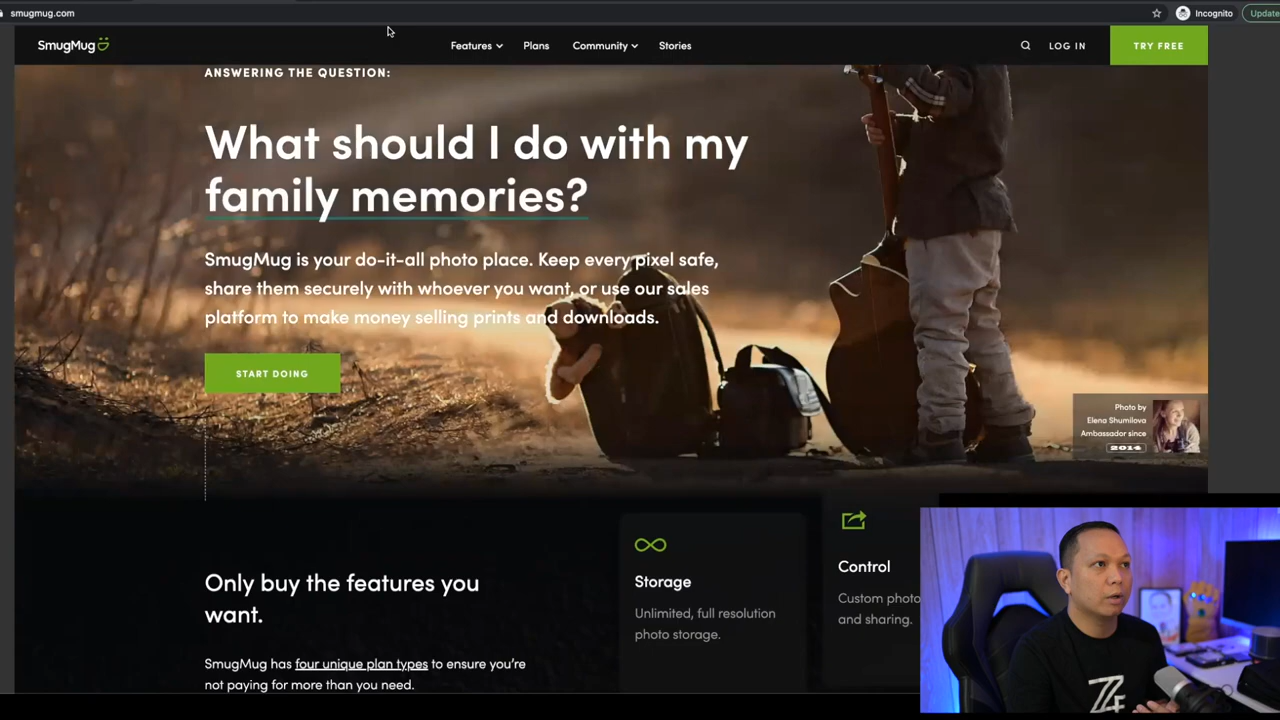 smugmug.com
Incognito
Update
SmugMug
Features
Plans
Community
Stories
LOG IN
TRY FREE
ANSWERING THE QUESTION:
What should I do with my
family memories?
SmugMug is your do-it-all photo place. Keep every pixel safe,
share them securely with whoever you want, or use our sales
platform to make money selling prints and downloads.
START DOING
Photo by
Elena Shumilova
Ambassador since
2014
Only buy the features you
want.
SmugMug has four unique plan types to ensure you're
not paying for more than you need.
Storage
Unlimited, full resolution
photo storage.
Control
Custom photo
and sharing.